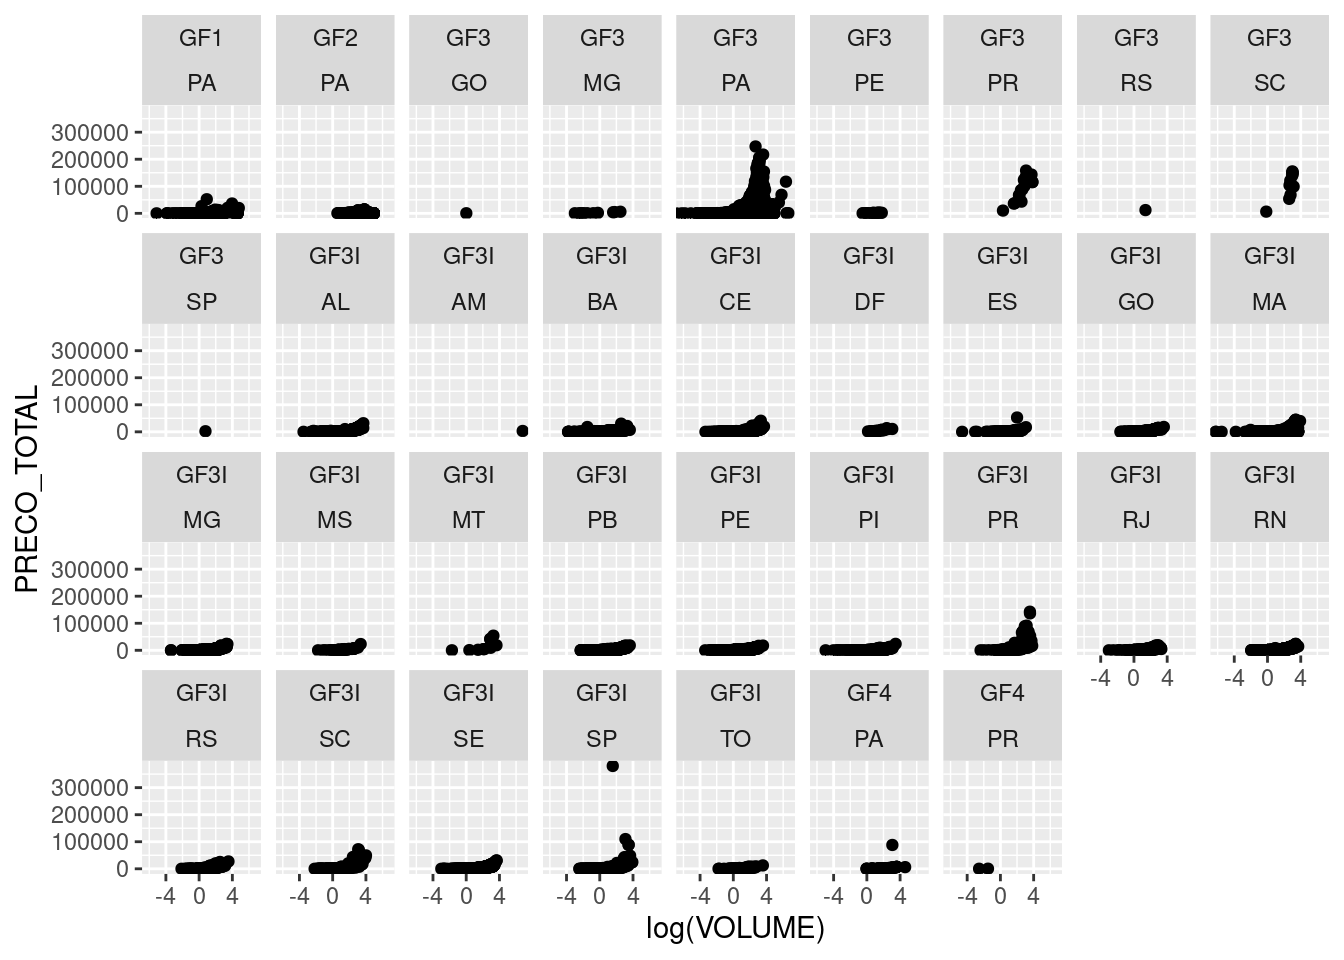 GF1 GF2 GF3 GF3 GF3 GF3 GF3 GF3 GF3
PA PA GO MG PA PE PR RS SC
300000
200000
100000
0
GF3 GF3I GF3I GF3I GF3I GF3I GF3I GF3I GF3I
SP AL AM BA CE DF ES GO MA
300000
200000
100000
0
PRECO_TOTAL
GF3I GF3I GF3I GF3I GF3I GF3I GF3I GF3I GF3I
MG MS MT PB PE PI PR RJ RN
300000
200000
100000
0
-4 0 4 -4 0 4
GF3I GF3I GF3I GF3I GF3I GF4 GF4
RS SC SE SP TO PA PR
300000
200000
100000
0
-4 0 4 -4 0 4 -4 0 4 -4 0 4 -4 0 4 -4 0 4 -4 0 4
log(VOLUME)